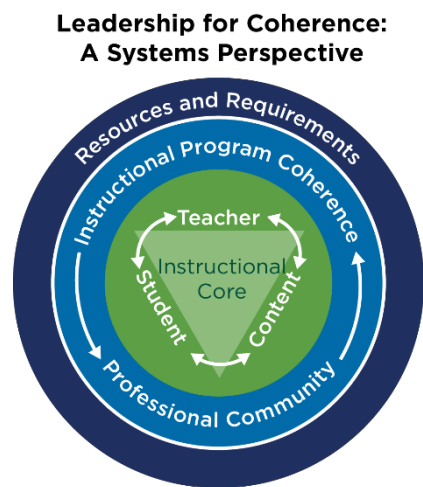 Leadership for Coherence:
A Systems Perspective
Resources and Requirements
Instructional Program Coherence
Teacher
Instructional
Core
Student
Content
Professional Community